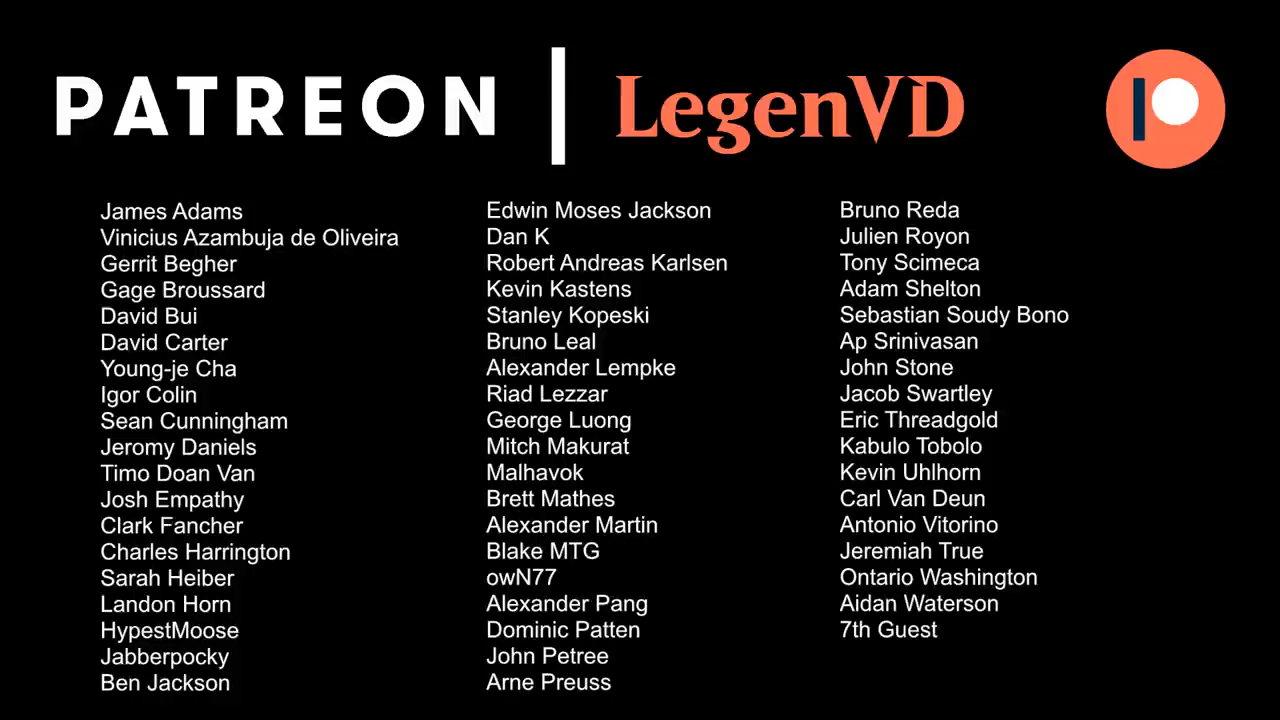 PATREON | LegenVD
James Adams
Vinicius Azambuja de Oliveira
Gerrit Begher
Gage Broussard
David Bui
David Carter
Young-je Cha
Igor Colin
Sean Cunningham
Jeromy Daniels
Timo Doan Van
Josh Empathy
Clark Fancher
Charles Harrington
Sarah Heiber
Landon Horn
HypestMoose
Jabberpocky
Ben Jackson
Edwin Moses Jackson
Dan K
Robert Andreas Karlsen
Kevin Kastens
Stanley Kopeski
Bruno Leal
Alexander Lempke
Riad Lezzar
George Luong
Mitch Makurat
Malhavok
Brett Mathes
Alexander Martin
Blake MTG
owN77
Alexander Pang
Dominic Patten
John Petree
Arne Preuss
Bruno Reda
Julien Royon
Tony Scimeca
Adam Shelton
Sebastian Soudy Bono
Ap Srinivasan
John Stone
Jacob Swartley
Eric Threadgold
Kabulo Tobolo
Kevin Uhlhorn
Carl Van Deun
Antonio Vitorino
Jeremiah True
Ontario Washington
Aidan Waterson
7th Guest